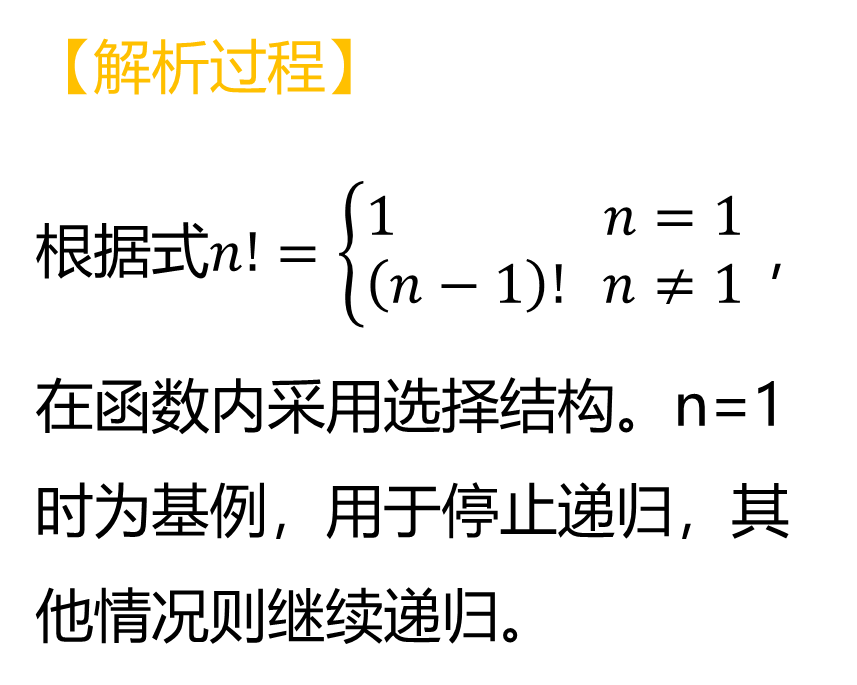 【解析过程】
根据式n! = { 1 n = 1
(n − 1)! n ≠ 1 ，
在函数内采用选择结构。n=1
时为基例，用于停止递归，其
他情况则继续递归。